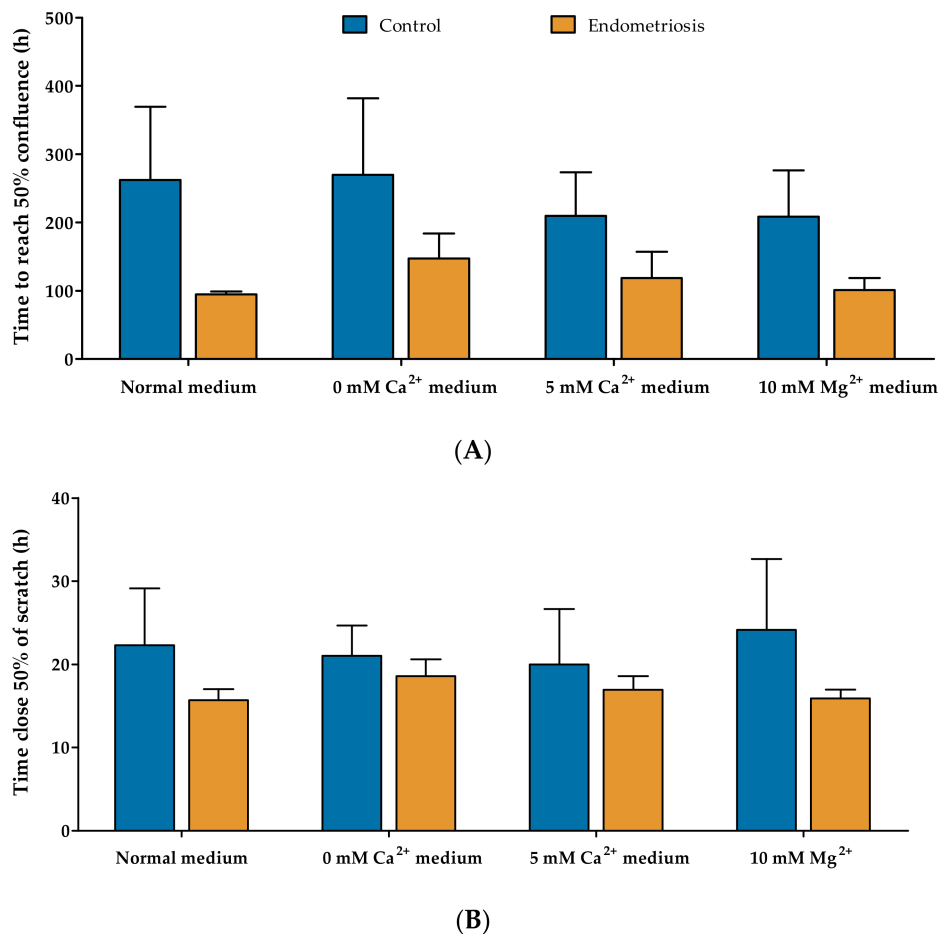 Control Endometriosis
Time to reach 50% confluence (h)
500
400
300
200
100
0
Normal medium 0 mM Ca²⁺ medium 5 mM Ca²⁺ medium 10 mM Mg²⁺ medium
(A)
Time close 50% of scratch (h)
40
30
20
10
0
Normal medium 0 mM Ca²⁺ medium 5 mM Ca²⁺ medium 10 mM Mg²⁺
(B)